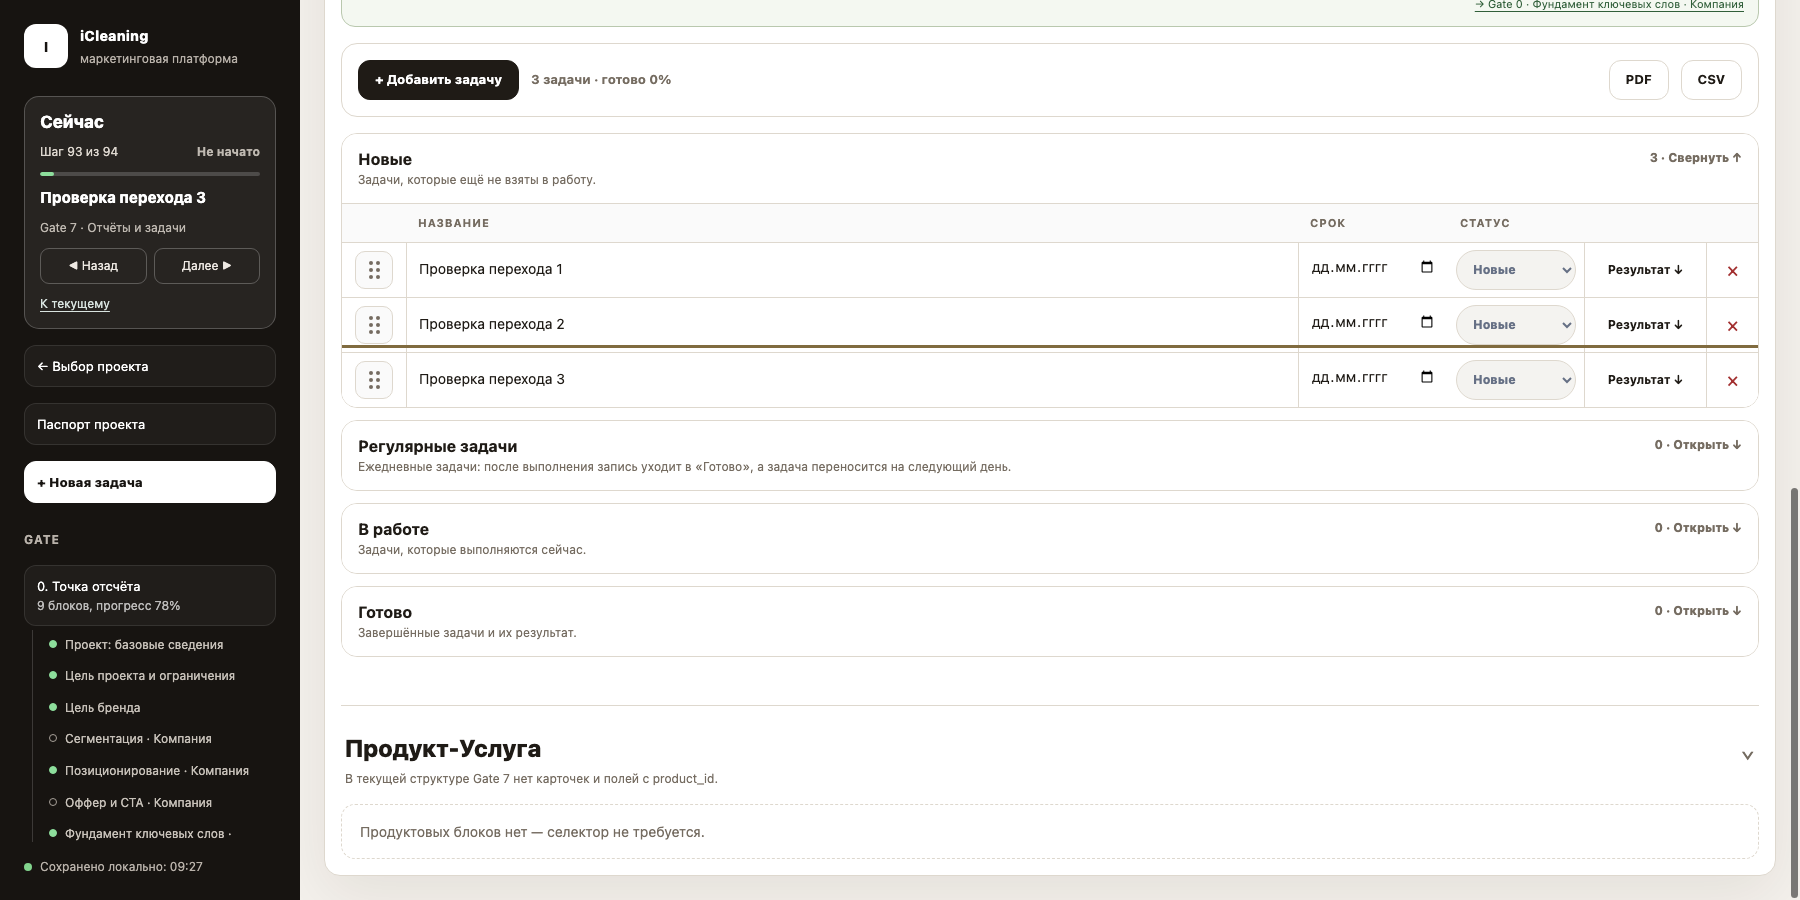 I
iCleaning
маркетинговая платформа
Сейчас
Шаг 93 из 94
Не начато
Проверка перехода 3
Gate 7 · Отчёты и задачи
◀ Назад
Далее ▶
К текущему
← Выбор проекта
Паспорт проекта
+ Новая задача
GATE
0. Точка отсчёта
9 блоков, прогресс 78%
Проект: базовые сведения
Цель проекта и ограничения
Цель бренда
Сегментация · Компания
Позиционирование · Компания
Оффер и CTA · Компания
Фундамент ключевых слов ·
Сохранено локально: 09:27
→ Gate 0 · Фундамент ключевых слов · Компания
+ Добавить задачу
3 задачи · готово 0%
PDF
CSV
Новые
3 · Свернуть ↑
Задачи, которые ещё не взяты в работу.
НАЗВАНИЕ СРОК СТАТУС
Проверка перехода 1 ДД.ММ.ГГГГ Новые Результат ↓ ×
Проверка перехода 2 ДД.ММ.ГГГГ Новые Результат ↓ ×
Проверка перехода 3 ДД.ММ.ГГГГ Новые Результат ↓ ×
Регулярные задачи
0 · Открыть ↓
Ежедневные задачи: после выполнения запись уходит в «Готово», а задача переносится на следующий день.
В работе
0 · Открыть ↓
Задачи, которые выполняются сейчас.
Готово
0 · Открыть ↓
Завершённые задачи и их результат.
Продукт-Услуга
В текущей структуре Gate 7 нет карточек и полей с product_id.
Продуктовых блоков нет — селектор не требуется.